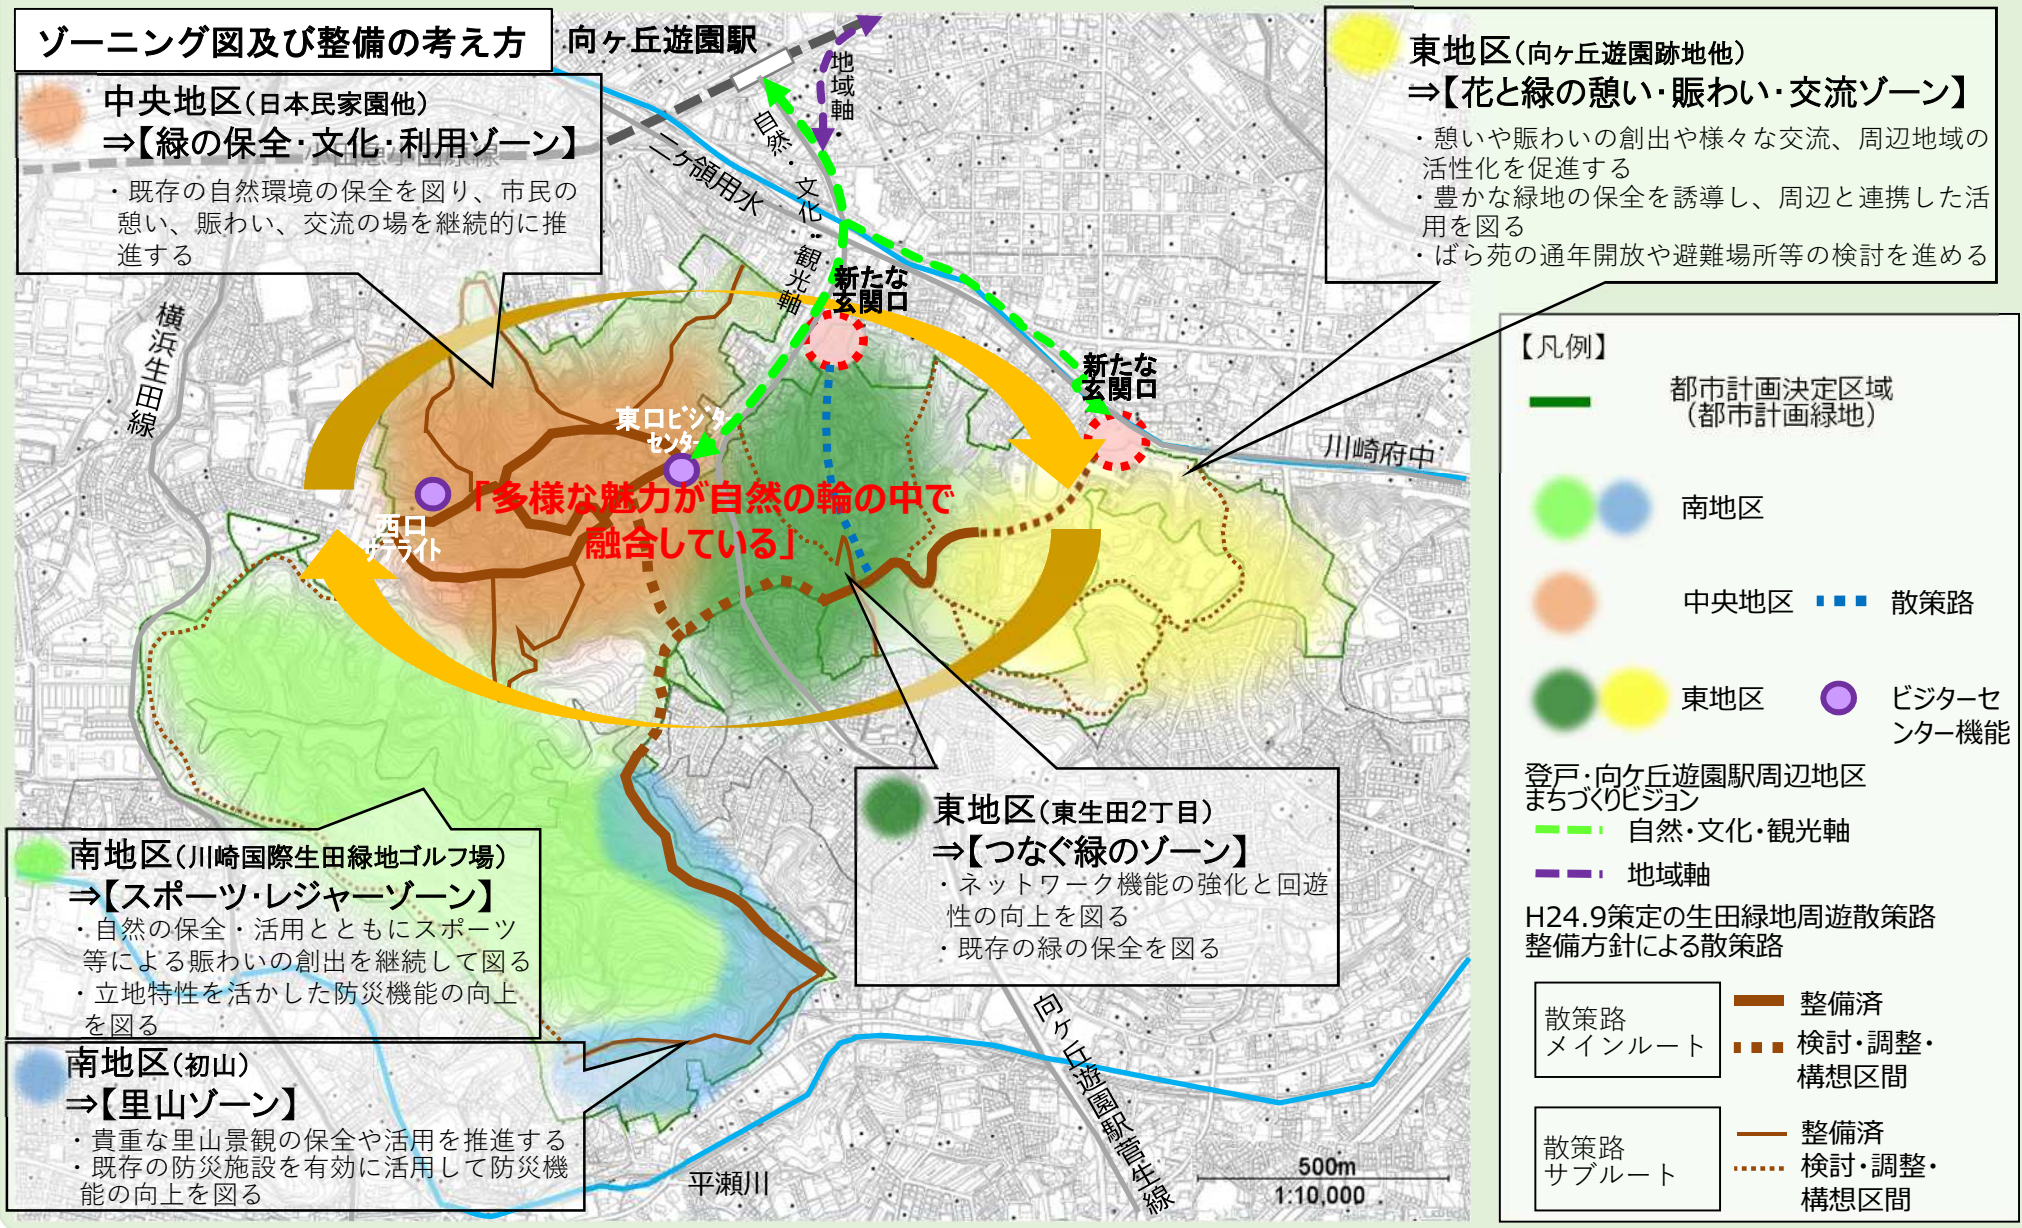 ゾーニング図及び整備の考え方
向ヶ丘遊園駅
地域軸
自然・文化・観光軸
二ヶ領用水
中央地区(日本民家園他)
⇒【緑の保全・文化・利用ゾーン】
・既存の自然環境の保全を図り、市民の
憩い、賑わい、交流の場を継続的に推
進する
東地区(向ヶ丘遊園跡地他)
⇒【花と緑の憩い・賑わい・交流ゾーン】
・憩いや賑わいの創出や様々な交流、周辺地域の
活性化を促進する
・豊かな緑地の保全を誘導し、周辺と連携した活
用を図る
・ばら苑の通年開放や避難場所等の検討を進める
横浜生田線
新たな
玄関口
新たな
玄関口
川崎府中
東口ビジター
センター
西口
サテライト
「多様な魅力が自然の輪の中で
融合している」
東地区(東生田2丁目)
⇒【つなぐ緑のゾーン】
・ネットワーク機能の強化と回遊
性の向上を図る
・既存の緑の保全を図る
南地区(川崎国際生田緑地ゴルフ場)
⇒【スポーツ・レジャーゾーン】
・自然の保全・活用とともにスポーツ
等による賑わいの創出を継続して図る
・立地特性を活かした防災機能の向上
を図る
南地区(初山)
⇒【里山ゾーン】
・貴重な里山景観の保全や活用を推進する
・既存の防災施設を有効に活用して防災機
能の向上を図る
平瀬川
向ヶ丘遊園駅菅生線
500m
1:10,000
【凡例】
都市計画決定区域
(都市計画緑地)
南地区
中央地区
散策路
東地区
ビジターセ
ンター機能
登戸・向ケ丘遊園駅周辺地区
まちづくりビジョン
自然・文化・観光軸
地域軸
H24.9策定の生田緑地周遊散策路
整備方針による散策路
散策路
メインルート
整備済
検討・調整・
構想区間
散策路
サブルート
整備済
検討・調整・
構想区間